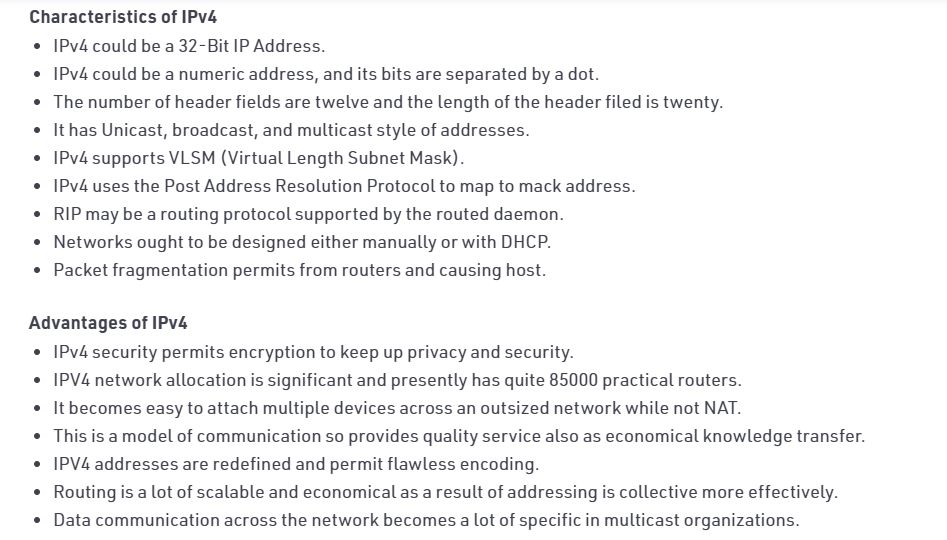 Characteristics of IPv4
• IPv4 could be a 32-Bit IP Address.
• IPv4 could be a numeric address, and its bits are separated by a dot.
• The number of header fields are twelve and the length of the header filed is twenty.
• It has Unicast, broadcast, and multicast style of addresses.
• IPv4 supports VLSM (Virtual Length Subnet Mask).
• IPv4 uses the Post Address Resolution Protocol to map to mack address.
• RIP may be a routing protocol supported by the routed daemon.
• Networks ought to be designed either manually or with DHCP.
• Packet fragmentation permits from routers and causing host.
Advantages of IPv4
• IPv4 security permits encryption to keep up privacy and security.
• IPV4 network allocation is significant and presently has quite 85000 practical routers.
• It becomes easy to attach multiple devices across an outsized network while not NAT.
• This is a model of communication so provides quality service also as economical knowledge transfer.
• IPV4 addresses are redefined and permit flawless encoding.
• Routing is a lot of scalable and economical as a result of addressing is collective more effectively.
• Data communication across the network becomes a lot of specific in multicast organizations.